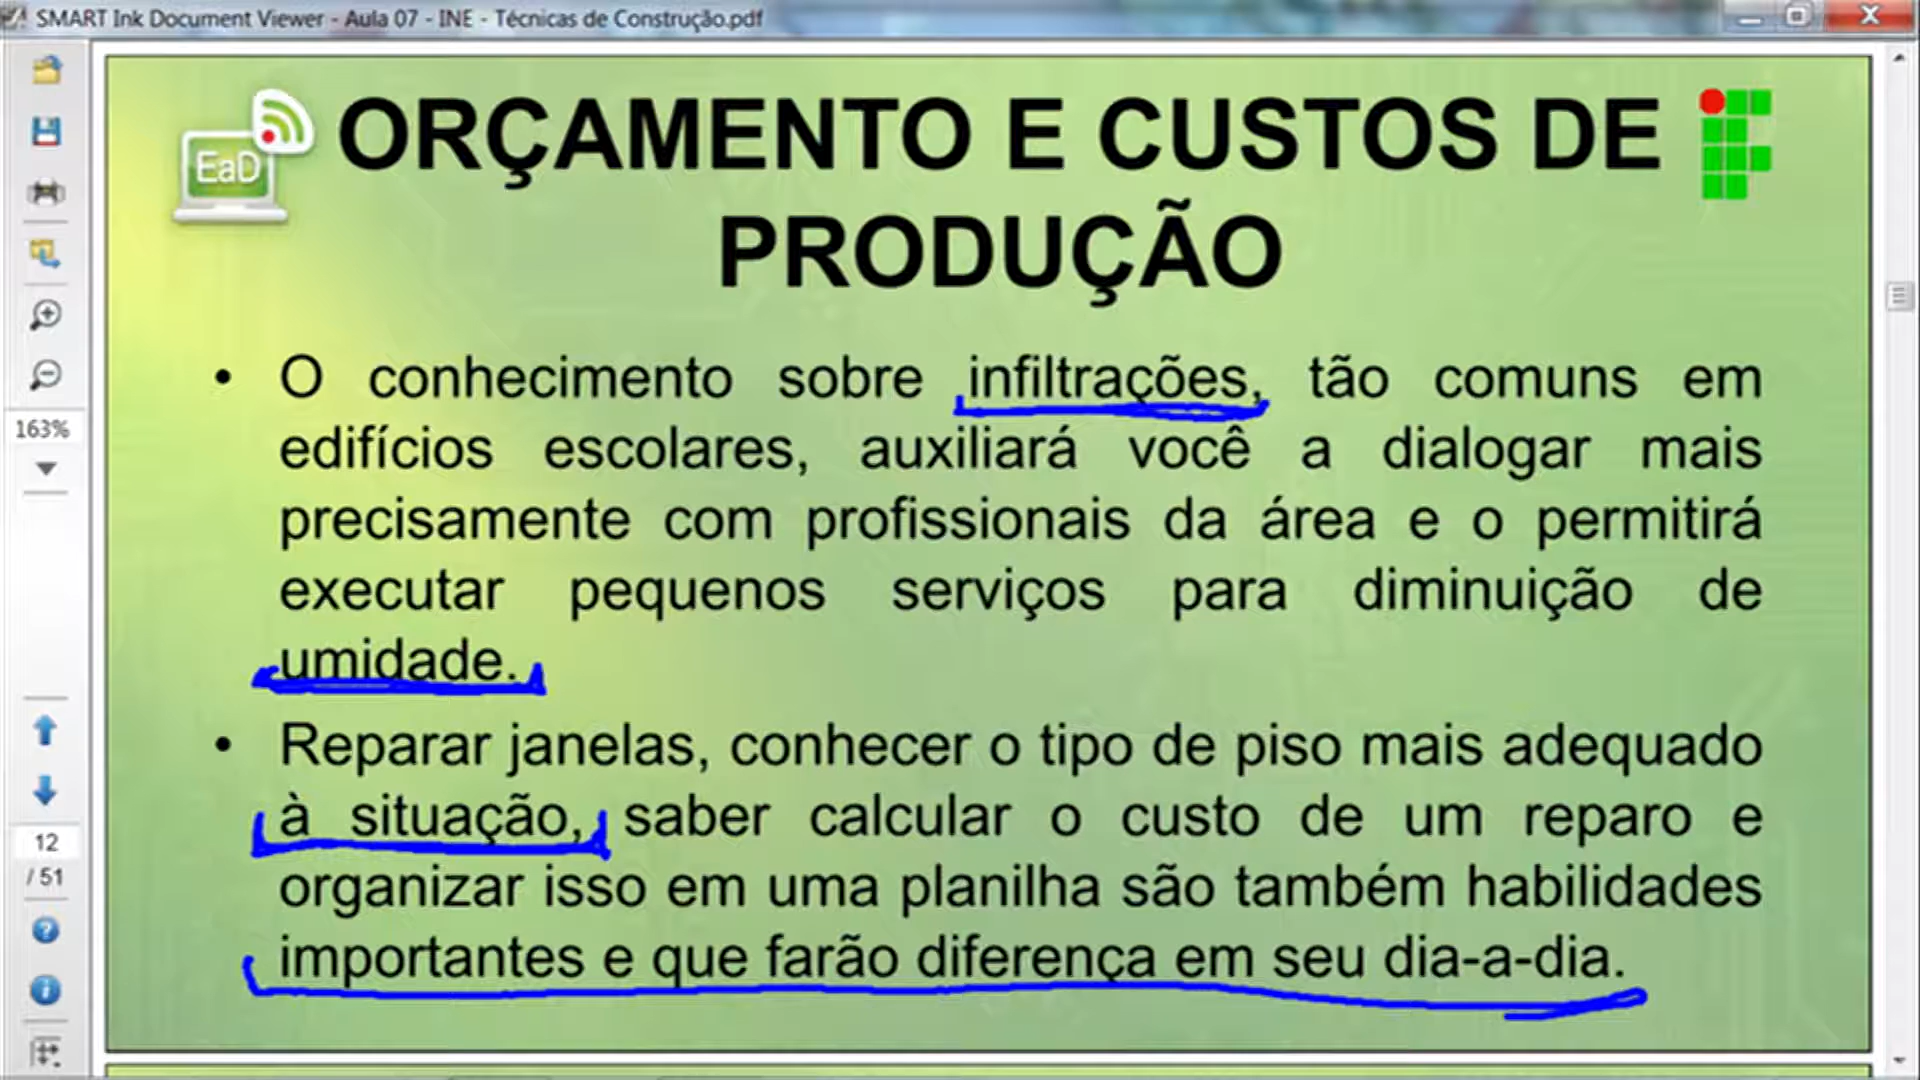 SMART Ink Document Viewer - Aula 07 - INE - Técnicas de Construção.pdf
EaD
ORÇAMENTO E CUSTOS DE
PRODUÇÃO
• O conhecimento sobre infiltrações, tão comuns em
edifícios escolares, auxiliará você a dialogar mais
precisamente com profissionais da área e o permitirá
executar pequenos serviços para diminuição de
umidade.
• Reparar janelas, conhecer o tipo de piso mais adequado
à situação, saber calcular o custo de um reparo e
organizar isso em uma planilha são também habilidades
importantes e que farão diferença em seu dia-a-dia.
163%
12
/ 51